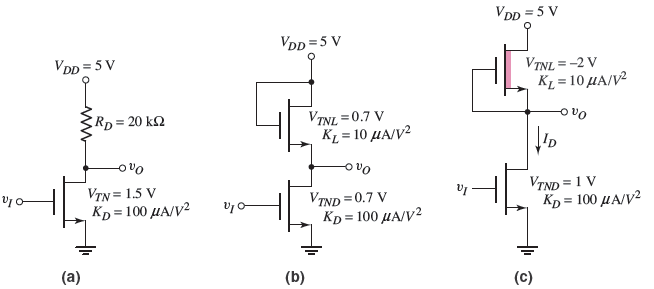 V_DD = 5 V
R_D = 20 kΩ
v_O
v_I
V_TN = 1.5 V
K_D = 100 μA/V²
(a)
V_DD = 5 V
V_TNL = 0.7 V
K_L = 10 μA/V²
v_O
v_I
V_TND = 0.7 V
K_D = 100 μA/V²
(b)
V_DD = 5 V
V_TNL = –2 V
K_L = 10 μA/V²
v_O
I_D
v_I
V_TND = 1 V
K_D = 100 μA/V²
(c)